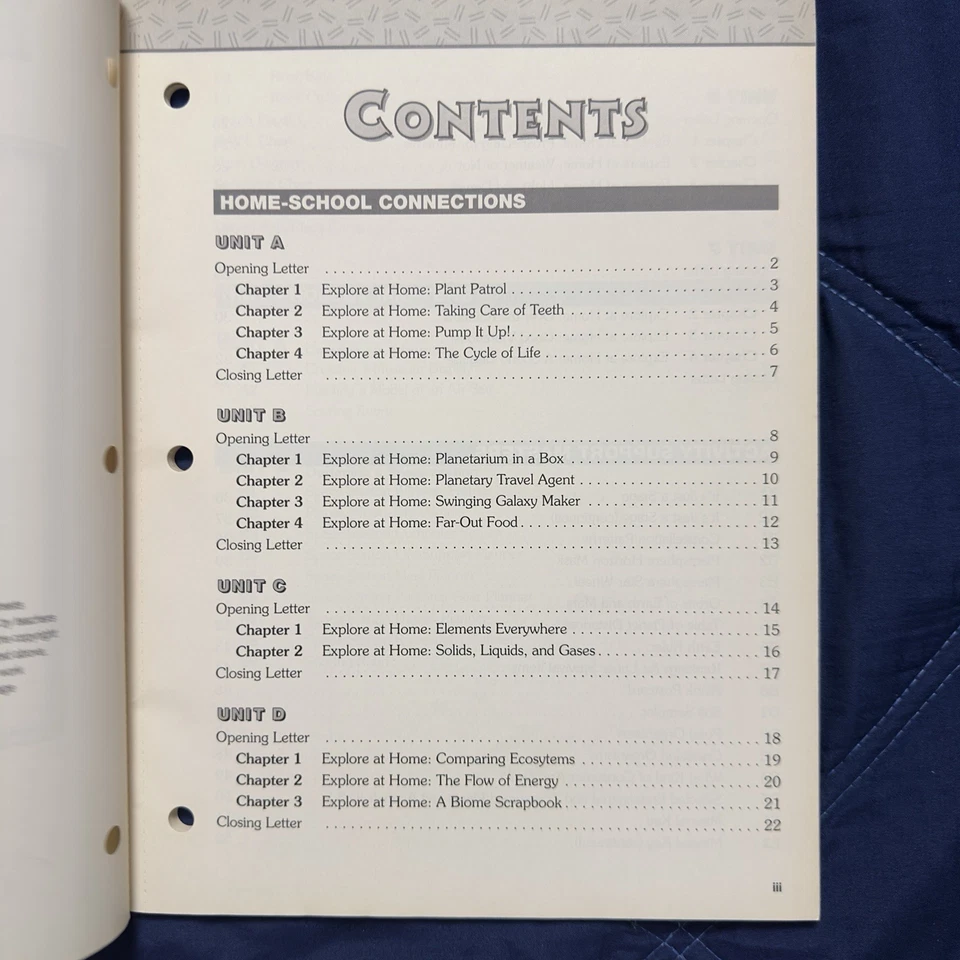 CONTENTS
HOME-SCHOOL CONNECTIONS
UNIT A
Opening Letter . . . . . . . . . . . . . . . . . . . . . . . . . . . . . . . . . . . . . . . . . . . . . . 2
Chapter 1 Explore at Home: Plant Patrol . . . . . . . . . . . . . . . . . . . . . . . . . . . 3
Chapter 2 Explore at Home: Taking Care of Teeth . . . . . . . . . . . . . . . . . . . . . 4
Chapter 3 Explore at Home: Pump It Up! . . . . . . . . . . . . . . . . . . . . . . . . . . . 5
Chapter 4 Explore at Home: The Cycle of Life . . . . . . . . . . . . . . . . . . . . . . . 6
Closing Letter . . . . . . . . . . . . . . . . . . . . . . . . . . . . . . . . . . . . . . . . . . . . . . 7
UNIT B
Opening Letter . . . . . . . . . . . . . . . . . . . . . . . . . . . . . . . . . . . . . . . . . . . . . . 8
Chapter 1 Explore at Home: Planetarium in a Box . . . . . . . . . . . . . . . . . . . . . 9
Chapter 2 Explore at Home: Planetary Travel Agent . . . . . . . . . . . . . . . . . . . 10
Chapter 3 Explore at Home: Swinging Galaxy Maker . . . . . . . . . . . . . . . . . . 11
Chapter 4 Explore at Home: Far-Out Food . . . . . . . . . . . . . . . . . . . . . . . . . . 12
Closing Letter . . . . . . . . . . . . . . . . . . . . . . . . . . . . . . . . . . . . . . . . . . . . . . 13
UNIT C
Opening Letter . . . . . . . . . . . . . . . . . . . . . . . . . . . . . . . . . . . . . . . . . . . . . . 14
Chapter 1 Explore at Home: Elements Everywhere . . . . . . . . . . . . . . . . . . . . 15
Chapter 2 Explore at Home: Solids, Liquids, and Gases . . . . . . . . . . . . . . . . . 16
Closing Letter . . . . . . . . . . . . . . . . . . . . . . . . . . . . . . . . . . . . . . . . . . . . . . 17
UNIT D
Opening Letter . . . . . . . . . . . . . . . . . . . . . . . . . . . . . . . . . . . . . . . . . . . . . . 18
Chapter 1 Explore at Home: Comparing Ecosytems . . . . . . . . . . . . . . . . . . . 19
Chapter 2 Explore at Home: The Flow of Energy . . . . . . . . . . . . . . . . . . . . . 20
Chapter 3 Explore at Home: A Biome Scrapbook . . . . . . . . . . . . . . . . . . . . . 21
Closing Letter . . . . . . . . . . . . . . . . . . . . . . . . . . . . . . . . . . . . . . . . . . . . . . 22
iii